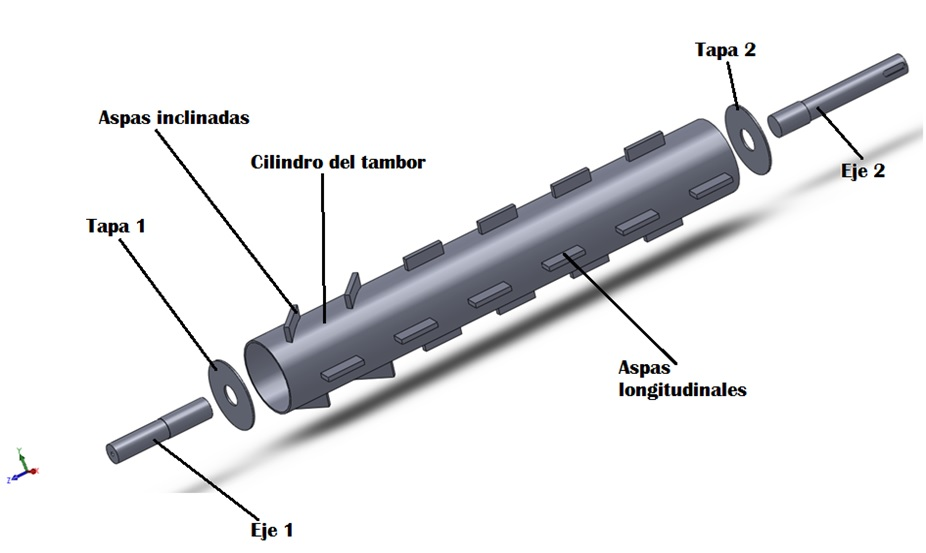 Tapa 2
Aspas inclinadas
Cilindro del tambor
Eje 2
Tapa 1
Aspas
longitudinales
Eje 1
Y
Z